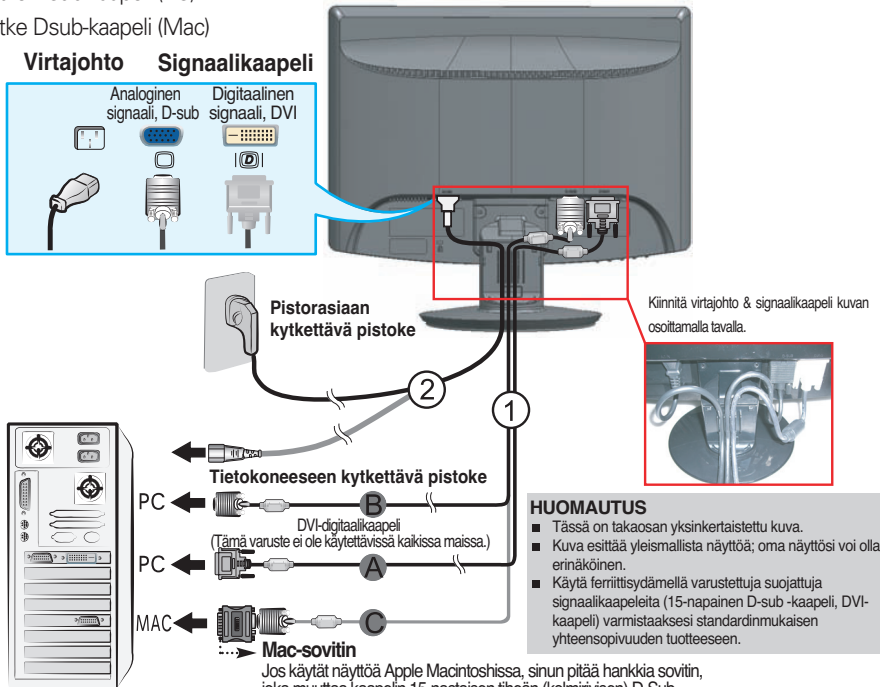 tke Dsub-kaapeli (Mac)
Virtajohto Signaalikaapeli
Analoginen signaali, D-sub
Digitaalinen signaali, DVI
D
Kiinnitä virtajohto & signaalikaapeli kuvan
osoittamalla tavalla.
Pistorasiaan
kytkettävä pistoke
2
1
Tietokoneeseen kytkettävä pistoke
PC
B
DVI-digitaalikaapeli
(Tämä varuste ei ole käytettävissä kaikissa maissa.)
PC
A
MAC
C
Mac-sovitin
Jos käytät näyttöä Apple Macintoshissa, sinun pitää hankkia sovitin,
HUOMAUTUS
Tässä on takaosan yksinkertaistettu kuva.
Kuva esittää yleismallista näyttöä; oma näyttösi voi olla
erinäköinen.
Käytä ferriittisydämellä varustettuja suojattuja
signaalikaapeleita (15-napainen D-sub -kaapeli, DVI-
kaapeli) varmistaaksesi standardinmukaisen
yhteensopivuuden tuotteeseen.